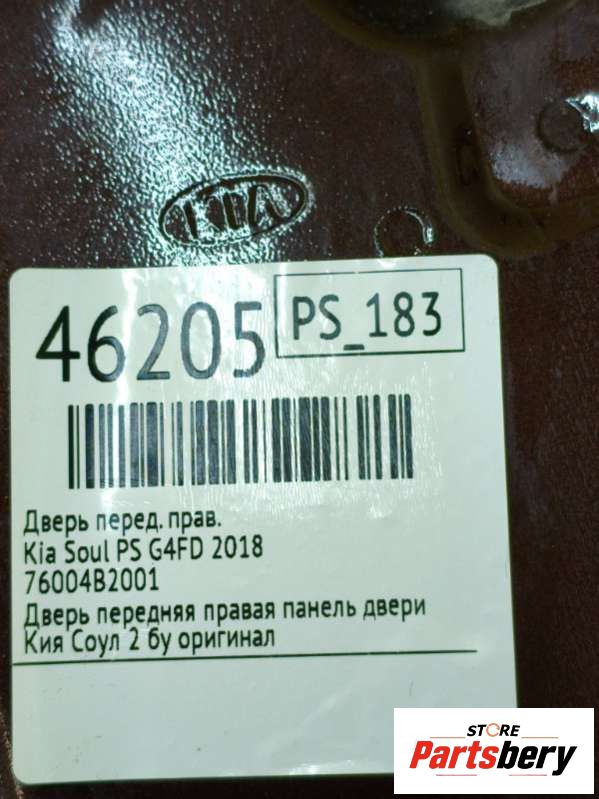 KIA
46205
PS_183
Дверь перед. прав.
Kia Soul PS G4FD 2018
76004B2001
Дверь передняя правая панель двери
Кия Соул 2 бу оригинал
STORE
Partsbery